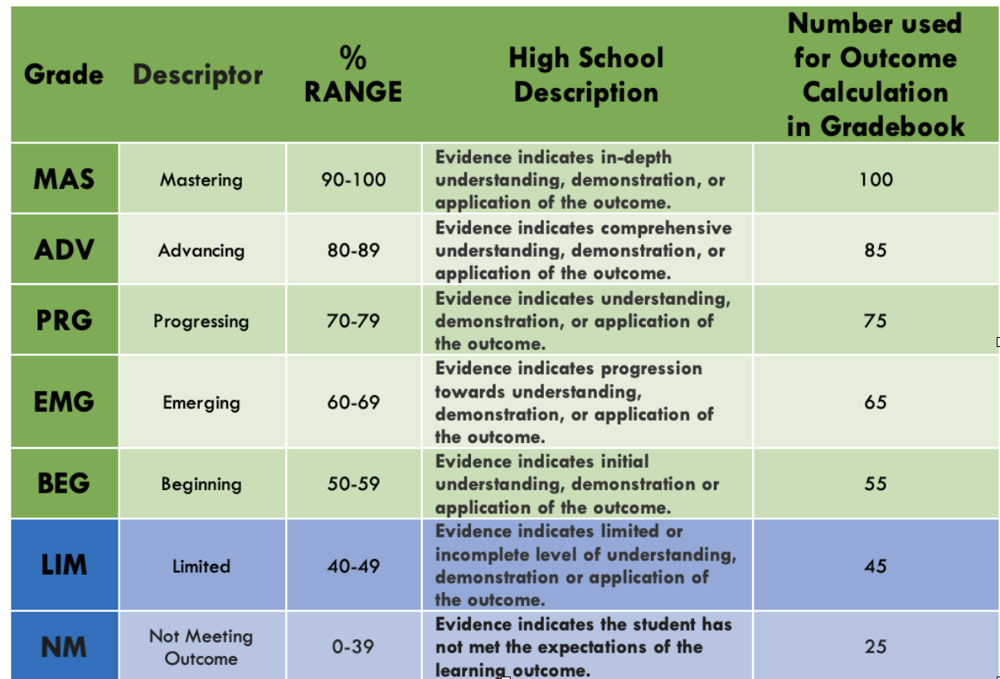 Grade
Descriptor
%
RANGE
High School
Description
Number used
for Outcome
Calculation
in Gradebook
MAS
Mastering
90-100
Evidence indicates in-depth
understanding, demonstration, or
application of the outcome.
100
ADV
Advancing
80-89
Evidence indicates comprehensive
understanding, demonstration, or
application of the outcome.
85
PRG
Progressing
70-79
Evidence indicates understanding,
demonstration, or application of
the outcome.
75
EMG
Emerging
60-69
Evidence indicates progression
towards understanding,
demonstration, or application of
the outcome.
65
BEG
Beginning
50-59
Evidence indicates initial
understanding, demonstration or
application of the outcome.
55
LIM
Limited
40-49
Evidence indicates limited or
incomplete level of understanding,
demonstration or application of
the outcome.
45
NM
Not Meeting
Outcome
0-39
Evidence indicates the student has
not met the expectations of the
learning outcome.
25